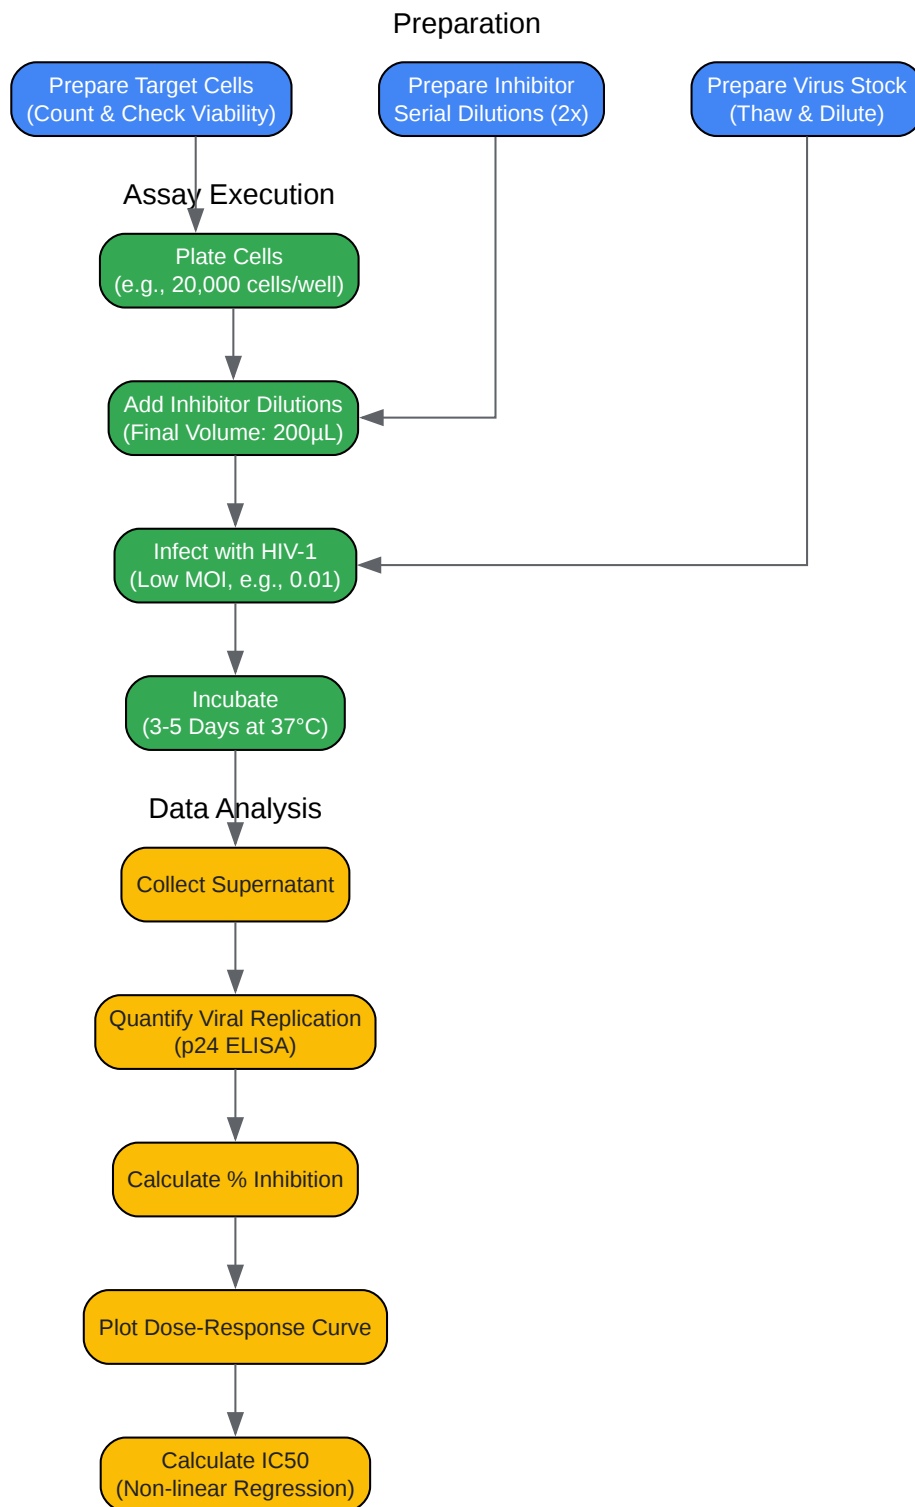 Preparation
Prepare Target Cells
(Count & Check Viability)
Prepare Inhibitor
Serial Dilutions (2x)
Prepare Virus Stock
(Thaw & Dilute)
Assay Execution
Plate Cells
(e.g., 20,000 cells/well)
Add Inhibitor Dilutions
(Final Volume: 200µL)
Infect with HIV-1
(Low MOI, e.g., 0.01)
Incubate
(3-5 Days at 37°C)
Data Analysis
Collect Supernatant
Quantify Viral Replication
(p24 ELISA)
Calculate % Inhibition
Plot Dose-Response Curve
Calculate IC50
(Non-linear Regression)